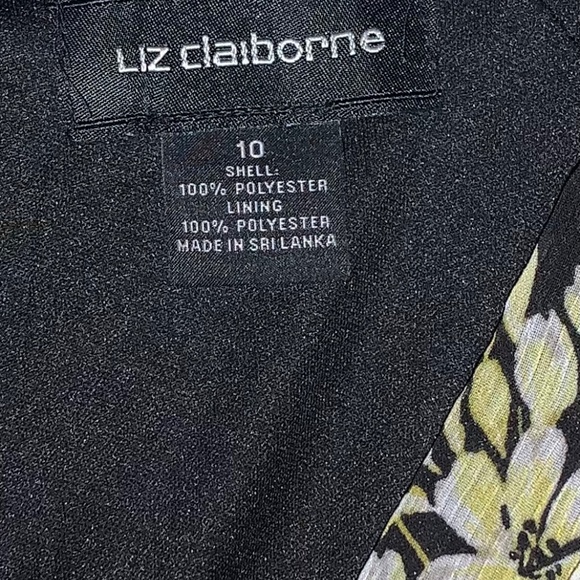 LIZ claiborne
10
SHELL:
100% POLYESTER
LINING
100% POLYESTER
MADE IN SRI LANKA